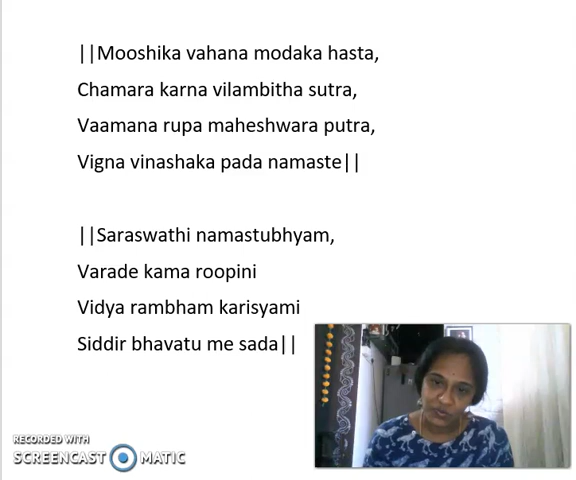 ||Mooshika vahana modaka hasta,
Chamara karna vilambitha sutra,
Vaamana rupa maheshwara putra,
Vigna vinashaka pada namaste||
||Saraswathi namastubhyam,
Varade kama roopini
Vidya rambham karisyami
Siddir bhavatu me sada||
RECORDED WITH
SCREENCAST MATIC